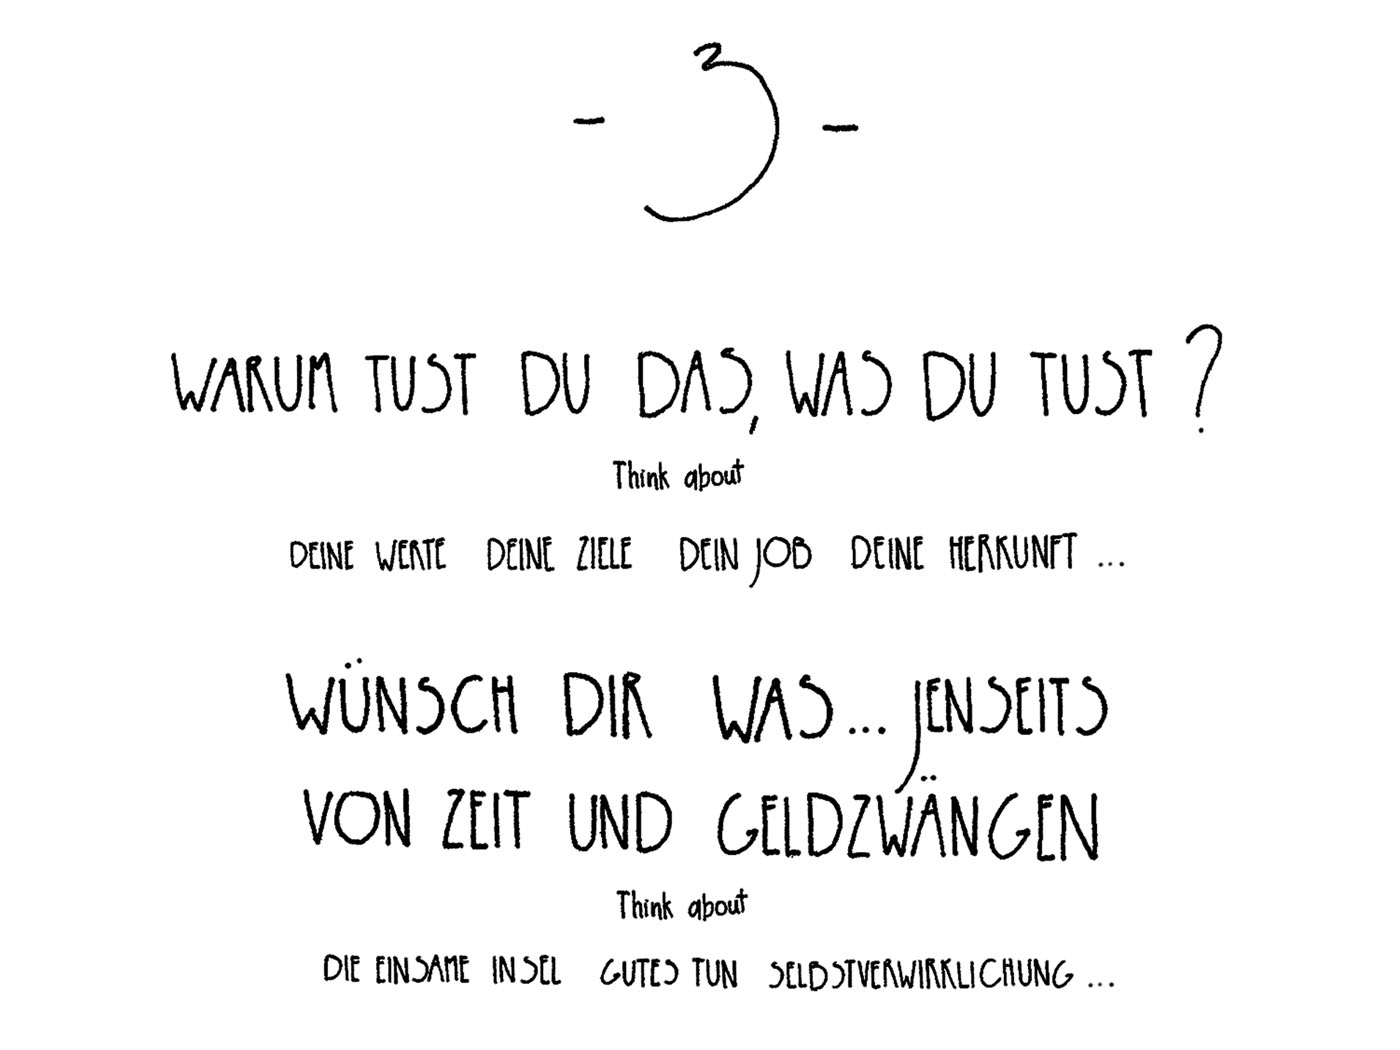 - 3 -
WARUM TUST DU DAS, WAS DU TUST ?
Think about
DEINE WERTE DEINE ZIELE DEIN JOB DEINE HERKUNFT ...
WÜNSCH DIR WAS... JENSEITS
VON ZEIT UND GELDZWÄNGEN
Think about
DIE EINSAME INSEL GUTES TUN SELBSTVERWIRKLICHUNG ...